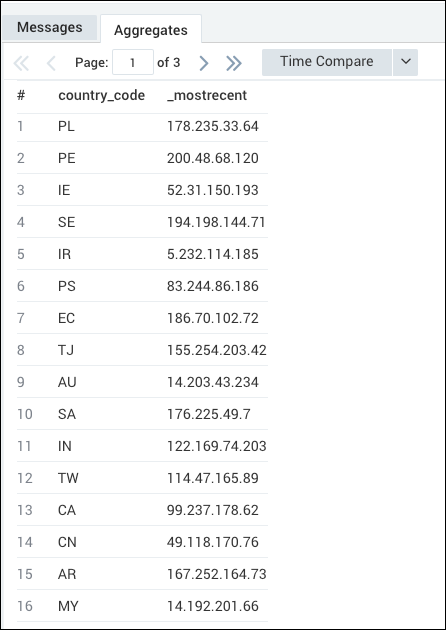 Messages Aggregates
Page: 1 of 3 Time Compare
# country_code _mostrecent
1 PL 178.235.33.64
2 PE 200.48.68.120
3 IE 52.31.150.193
4 SE 194.198.144.71
5 IR 5.232.114.185
6 PS 83.244.86.186
7 EC 186.70.102.72
8 TJ 155.254.203.42
9 AU 14.203.43.234
10 SA 176.225.49.7
11 IN 122.169.74.203
12 TW 114.47.165.89
13 CA 99.237.178.62
14 CN 49.118.170.76
15 AR 167.252.164.73
16 MY 14.192.201.66